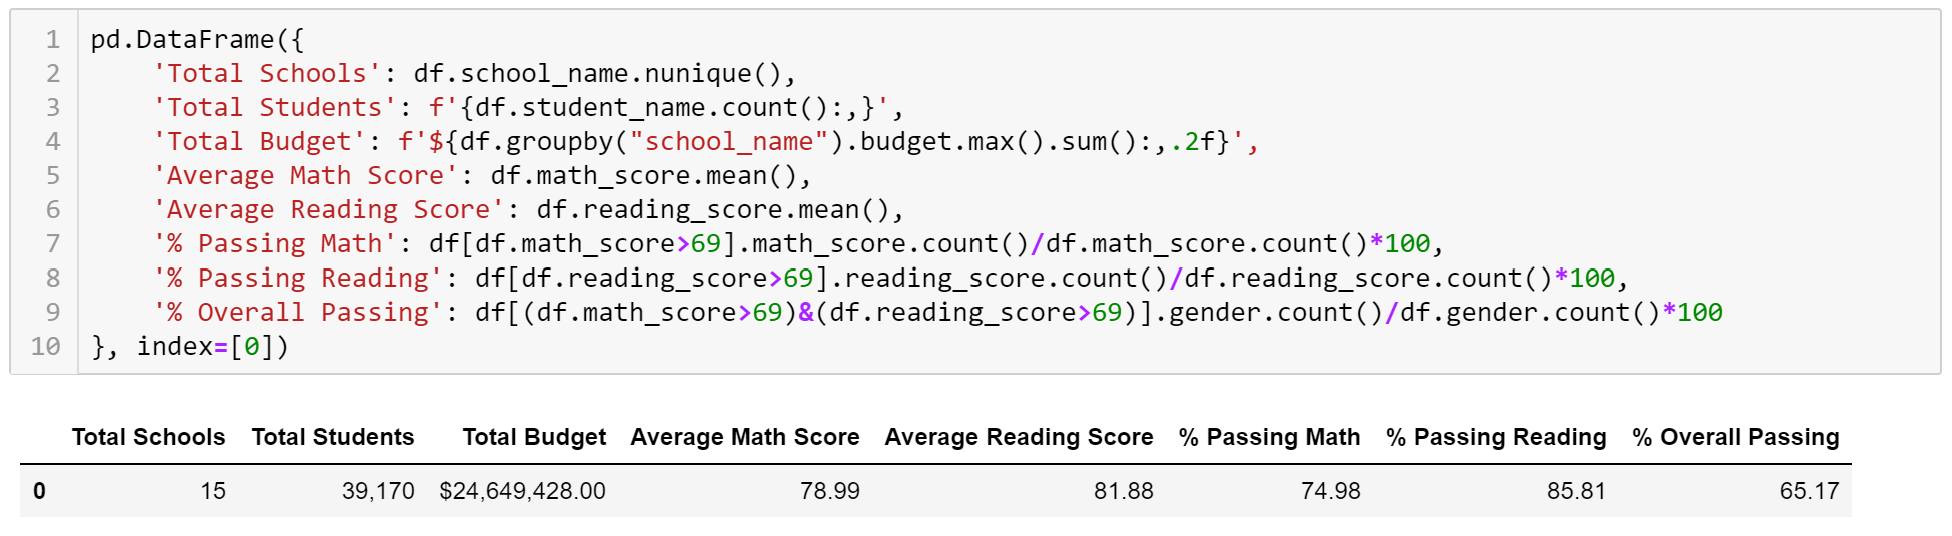 1 pd.DataFrame({
2     'Total Schools': df.school_name.nunique(),
3     'Total Students': f'{df.student_name.count():,}',
4     'Total Budget': f'${df.groupby("school_name").budget.max().sum():,.2f}',
5     'Average Math Score': df.math_score.mean(),
6     'Average Reading Score': df.reading_score.mean(),
7     '% Passing Math': df[df.math_score>69].math_score.count()/df.math_score.count()*100,
8     '% Passing Reading': df[df.reading_score>69].reading_score.count()/df.reading_score.count()*100,
9     '% Overall Passing': df[(df.math_score>69)&(df.reading_score>69)].gender.count()/df.gender.count()*100
10 }, index=[0])
Total Schools Total Students Total Budget Average Math Score Average Reading Score % Passing Math % Passing Reading % Overall Passing
0 15 39,170 $24,649,428.00 78.99 81.88 74.98 85.81 65.17